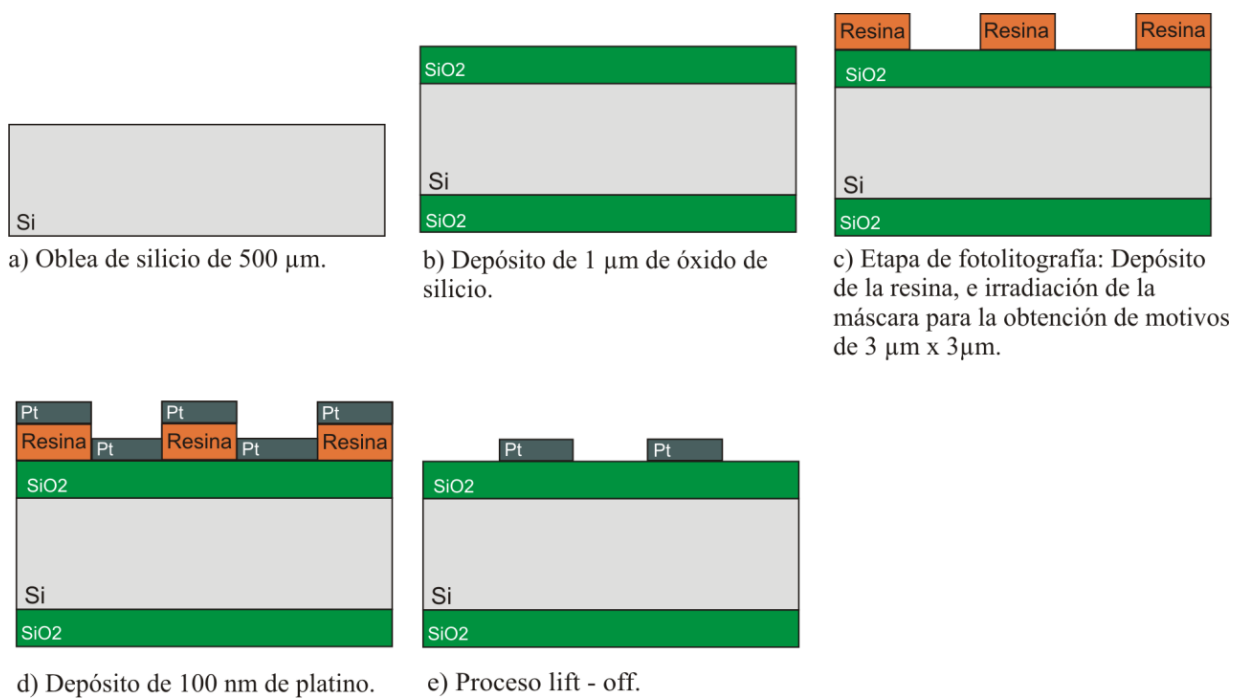 Si
a) Oblea de silicio de 500 µm.
SiO2
Si
SiO2
b) Depósito de 1 µm de óxido de
silicio.
Resina Resina Resina
SiO2
Si
SiO2
c) Etapa de fotolitografía: Depósito
de la resina, e irradiación de la
máscara para la obtención de motivos
de 3 µm x 3µm.
Pt Pt Pt
Resina Pt Resina Pt Resina
SiO2
Si
SiO2
d) Depósito de 100 nm de platino.
Pt Pt
SiO2
Si
SiO2
e) Proceso lift - off.